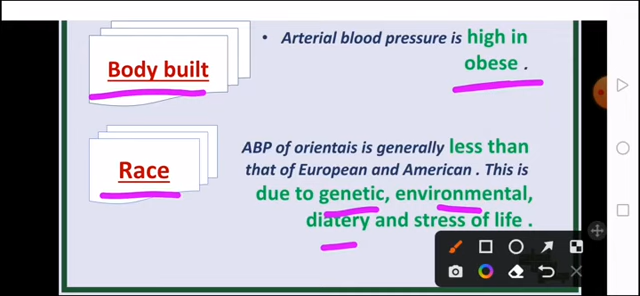 • Arterial blood pressure is high in
obese .
Body built
ABP of orientais is generally less than
that of European and American . This is
due to genetic, environmental,
diatery and stress of life .
Race